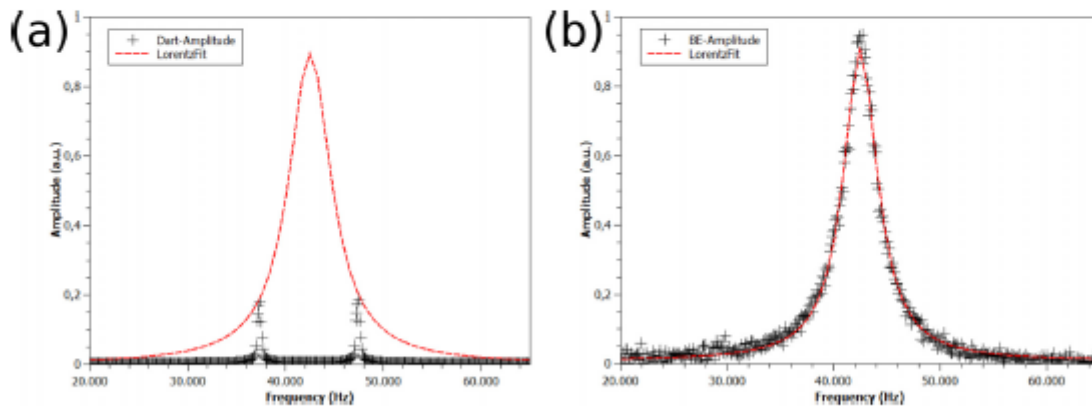 (a)
1
0,8
0,6
0,4
0,2
0
Amplitude (a.u.)
Dart-Amplitude
LorentzFit
20.000 30.000 40.000 50.000 60.000
Frequency (Hz)
(b)
1
0,8
0,6
0,4
0,2
0
Amplitude (a.u.)
BE-Amplitude
LorentzFit
20.000 30.000 40.000 50.000 60.000
Frequency (Hz)